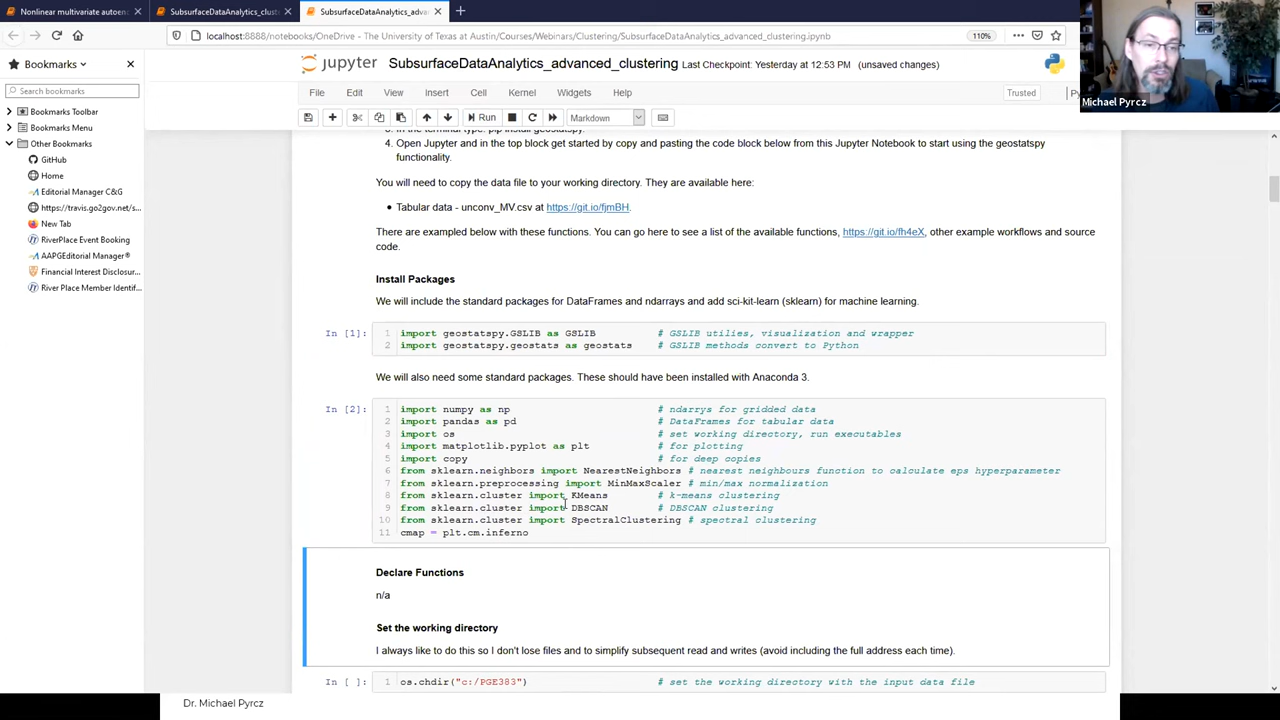 Nonlinear multivariate autoen
SubsurfaceDataAnalytics_clust
SubsurfaceDataAnalytics_adva
localhost:8888/notebooks/OneDrive - The University of Texas at Austin/Courses/Webinars/Clustering/SubsurfaceDataAnalytics_advanced_clustering.ipynb
110%
Bookmarks
Search bookmarks
Bookmarks Toolbar
Bookmarks Menu
Other Bookmarks
GitHub
Home
Editorial Manager C&G
https://travis.go2gov.net/s...
New Tab
RiverPlace Event Booking
AAPGEditorial Manager®
Financial Interest Disclosur...
River Place Member Identif...
jupyter SubsurfaceDataAnalytics_advanced_clustering Last Checkpoint: Yesterday at 12:53 PM (unsaved changes)
File Edit View Insert Cell Kernel Widgets Help
Trusted
Run
Markdown
Michael Pyrcz
3. In the terminal type: pip install geostatspy.
4. Open Jupyter and in the top block get started by copy and pasting the code block below from this Jupyter Notebook to start using the geostatspy
functionality.
You will need to copy the data file to your working directory. They are available here:
Tabular data - unconv_MV.csv at https://git.io/fjmBH.
There are exampled below with these functions. You can go here to see a list of the available functions, https://git.io/fh4eX, other example workflows and source
code.
Install Packages
We will include the standard packages for DataFrames and ndarrays and add sci-kit-learn (sklearn) for machine learning.
In [1]:
1 import geostatspy.GSLIB as GSLIB # GSLIB utilies, visualization and wrapper
2 import geostatspy.geostats as geostats # GSLIB methods convert to Python
We will also need some standard packages. These should have been installed with Anaconda 3.
In [2]:
1 import numpy as np # ndarrys for gridded data
2 import pandas as pd # DataFrames for tabular data
3 import os # set working directory, run executables
4 import matplotlib.pyplot as plt # for plotting
5 import copy # for deep copies
6 from sklearn.neighbors import NearestNeighbors # nearest neighbours function to calculate eps hyperparameter
7 from sklearn.preprocessing import MinMaxScaler # min/max normalization
8 from sklearn.cluster import KMeans # k-means clustering
9 from sklearn.cluster import DBSCAN # DBSCAN clustering
10 from sklearn.cluster import SpectralClustering # spectral clustering
11 cmap = plt.cm.inferno
Declare Functions
n/a
Set the working directory
I always like to do this so I don't lose files and to simplify subsequent read and writes (avoid including the full address each time).
In [ ]:
1 os.chdir("c:/PGE383") # set the working directory with the input data file
Dr. Michael Pyrcz